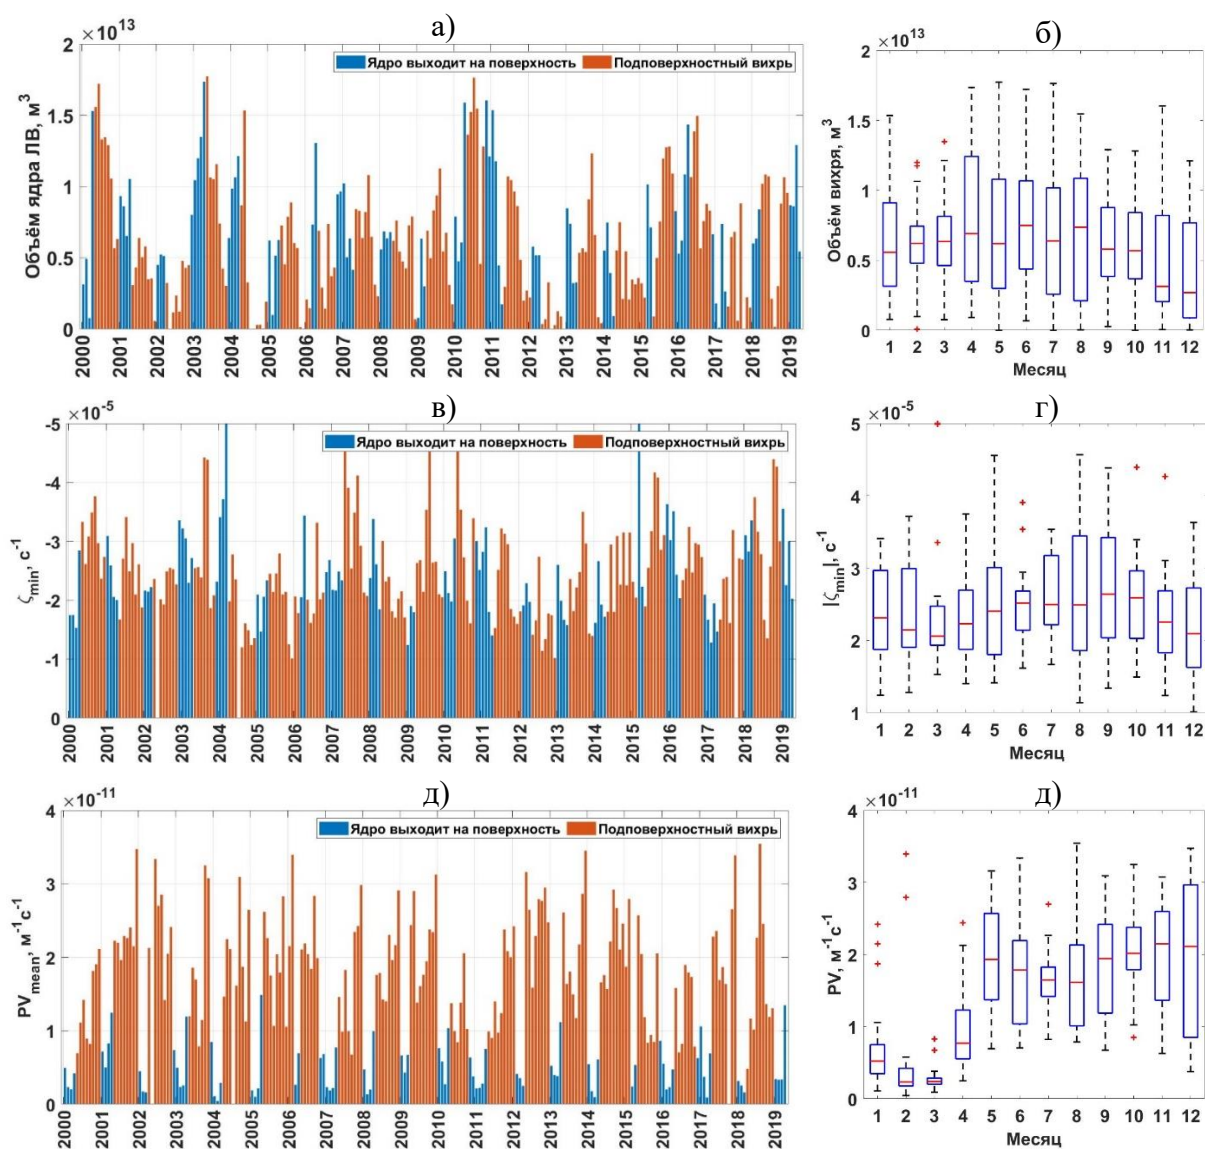 а)
×10^13
Объём ядра ЛВ, м^3
Ядро выходит на поверхность Подповерхностный вихрь
2
1.5
1
0.5
0
2000 2001 2002 2003 2004 2005 2006 2007 2008 2009 2010 2011 2012 2013 2014 2015 2016 2017 2018 2019
б)
×10^13
Объём вихря, м^3
2
1.5
1
0.5
0
1 2 3 4 5 6 7 8 9 10 11 12
Месяц
в)
×10^-5
ζmin, с^-1
Ядро выходит на поверхность Подповерхностный вихрь
-5
-4
-3
-2
-1
0
2000 2001 2002 2003 2004 2005 2006 2007 2008 2009 2010 2011 2012 2013 2014 2015 2016 2017 2018 2019
г)
×10^-5
|ζmin|, с^-1
5
4
3
2
1
1 2 3 4 5 6 7 8 9 10 11 12
Месяц
д)
×10^-11
PVmean, м^-1с^-1
Ядро выходит на поверхность Подповерхностный вихрь
4
3
2
1
0
2000 2001 2002 2003 2004 2005 2006 2007 2008 2009 2010 2011 2012 2013 2014 2015 2016 2017 2018 2019
д)
×10^-11
PV, м^-1с^-1
4
3
2
1
0
1 2 3 4 5 6 7 8 9 10 11 12
Месяц